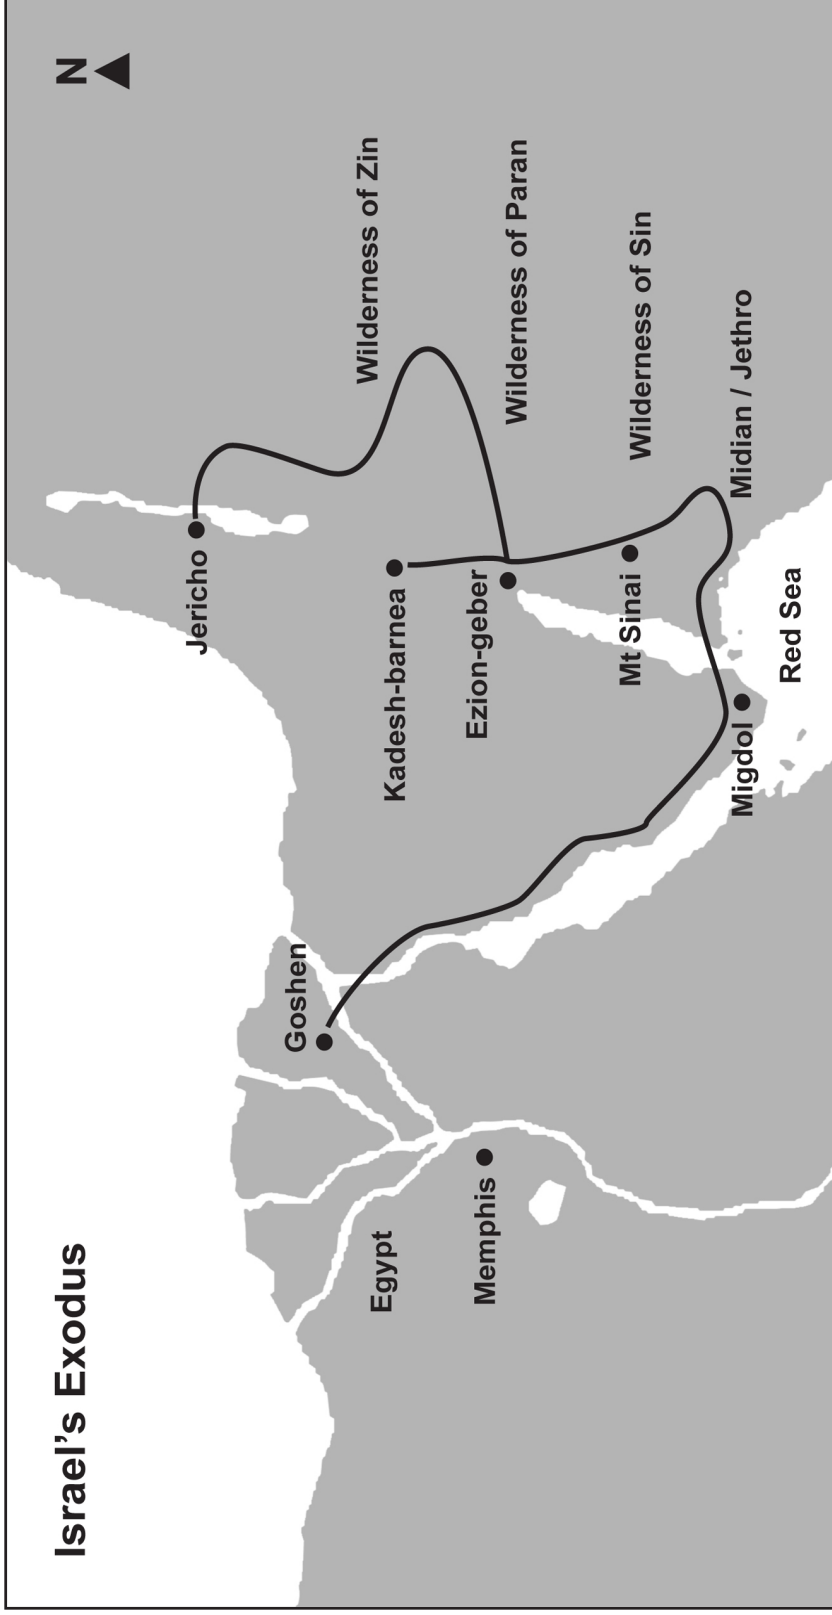 Israel's Exodus
N
Jericho
Goshen
Wilderness of Zin
Egypt
Kadesh-barnea
Memphis
Ezion-geber
Wilderness of Paran
Mt Sinai
Wilderness of Sin
Migdol
Midian / Jethro
Red Sea